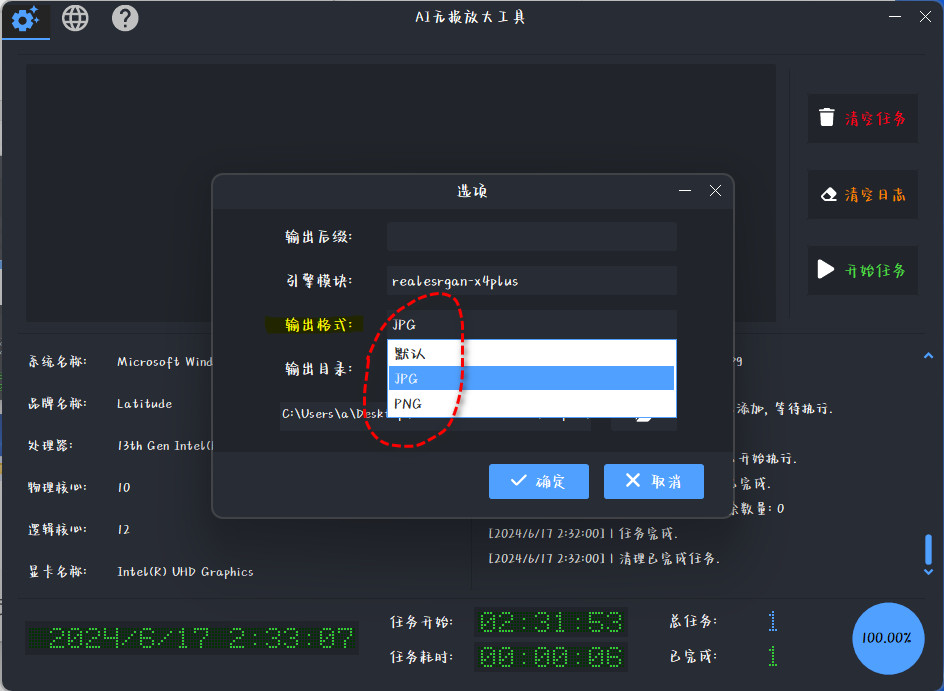 AI无损放大工具
清空任务
清空日志
开始任务
选项
输出后缀:
引擎模块: realesrgan-x4plus
输出格式: JPG
默认
JPG
PNG
输出目录:
C:\Users\a\Desk
确定
取消
系统名称: Microsoft Wind
品牌名称: Latitude
处理器: 13th Gen Intel(
物理核心: 10
逻辑核心: 12
显卡名称: Intel(R) UHD Graphics
添加, 等待执行.
开始执行.
已完成.
余数量: 0
[2024/6/17 2:32:00] | 任务完成.
[2024/6/17 2:32:00] | 清理已完成任务.
2024/6/17 2:33:07
任务开始: 02:31:53
任务耗时: 00:00:06
总任务: 1
已完成: 1
100.00%